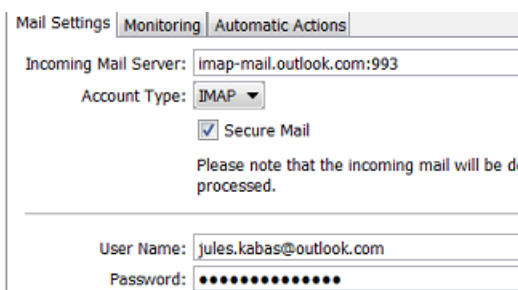 Mail Settings Monitoring Automatic Actions
Incoming Mail Server: imap-mail.outlook.com:993
Account Type: IMAP
Secure Mail
Please note that the incoming mail will be
processed.
User Name: jules.kabas@outlook.com
Password: ••••••••••••••